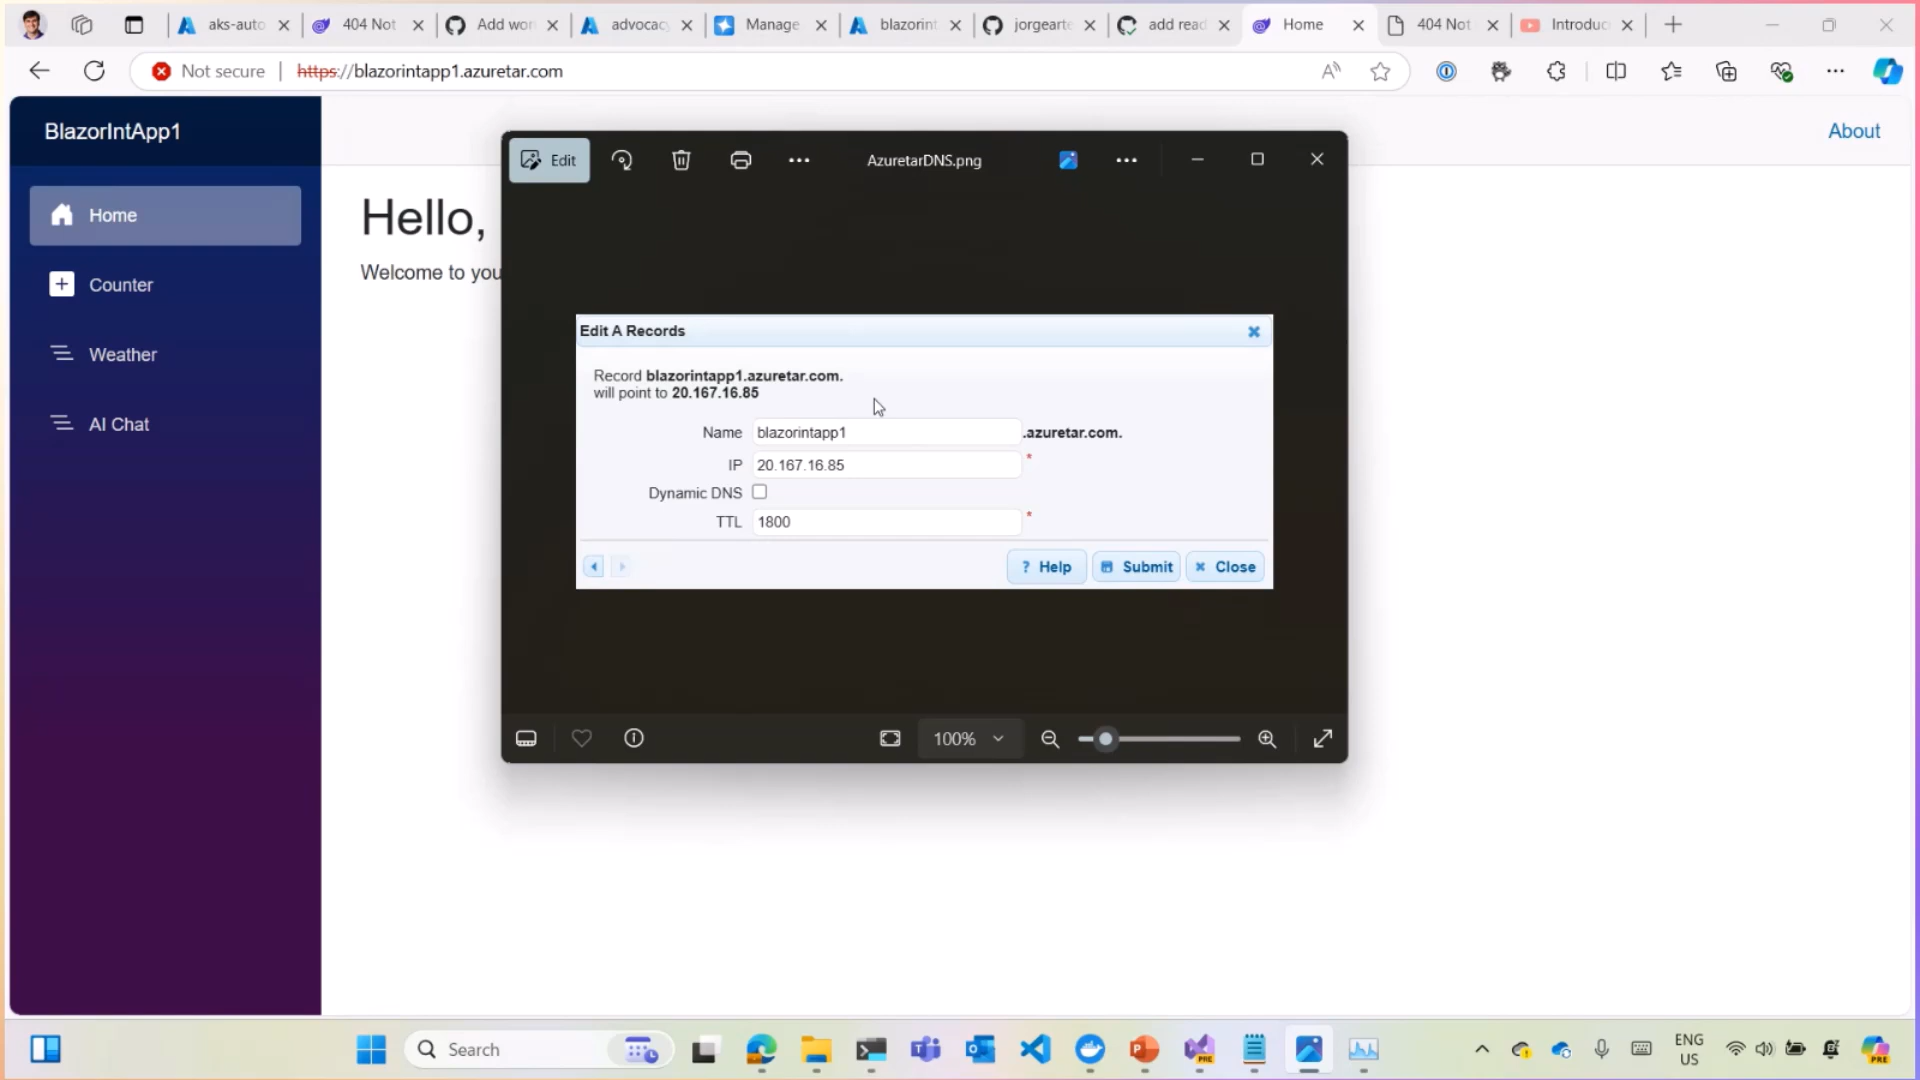 aks-auto
404 Not
Add wor
advocac
Manage
blazorint
jorgearte
add read
Home
404 Not
Introduc
Not secure
https://blazorintapp1.azuretar.com
BlazorIntApp1
About
Home
Counter
Weather
AI Chat
Hello,
Welcome to you
Edit
AzuretarDNS.png
Edit A Records
Record blazorintapp1.azuretar.com.
will point to 20.167.16.85
Name blazorintapp1 .azuretar.com.
IP 20.167.16.85 *
Dynamic DNS
TTL 1800 *
? Help
Submit
Close
100%
Search
ENG
US